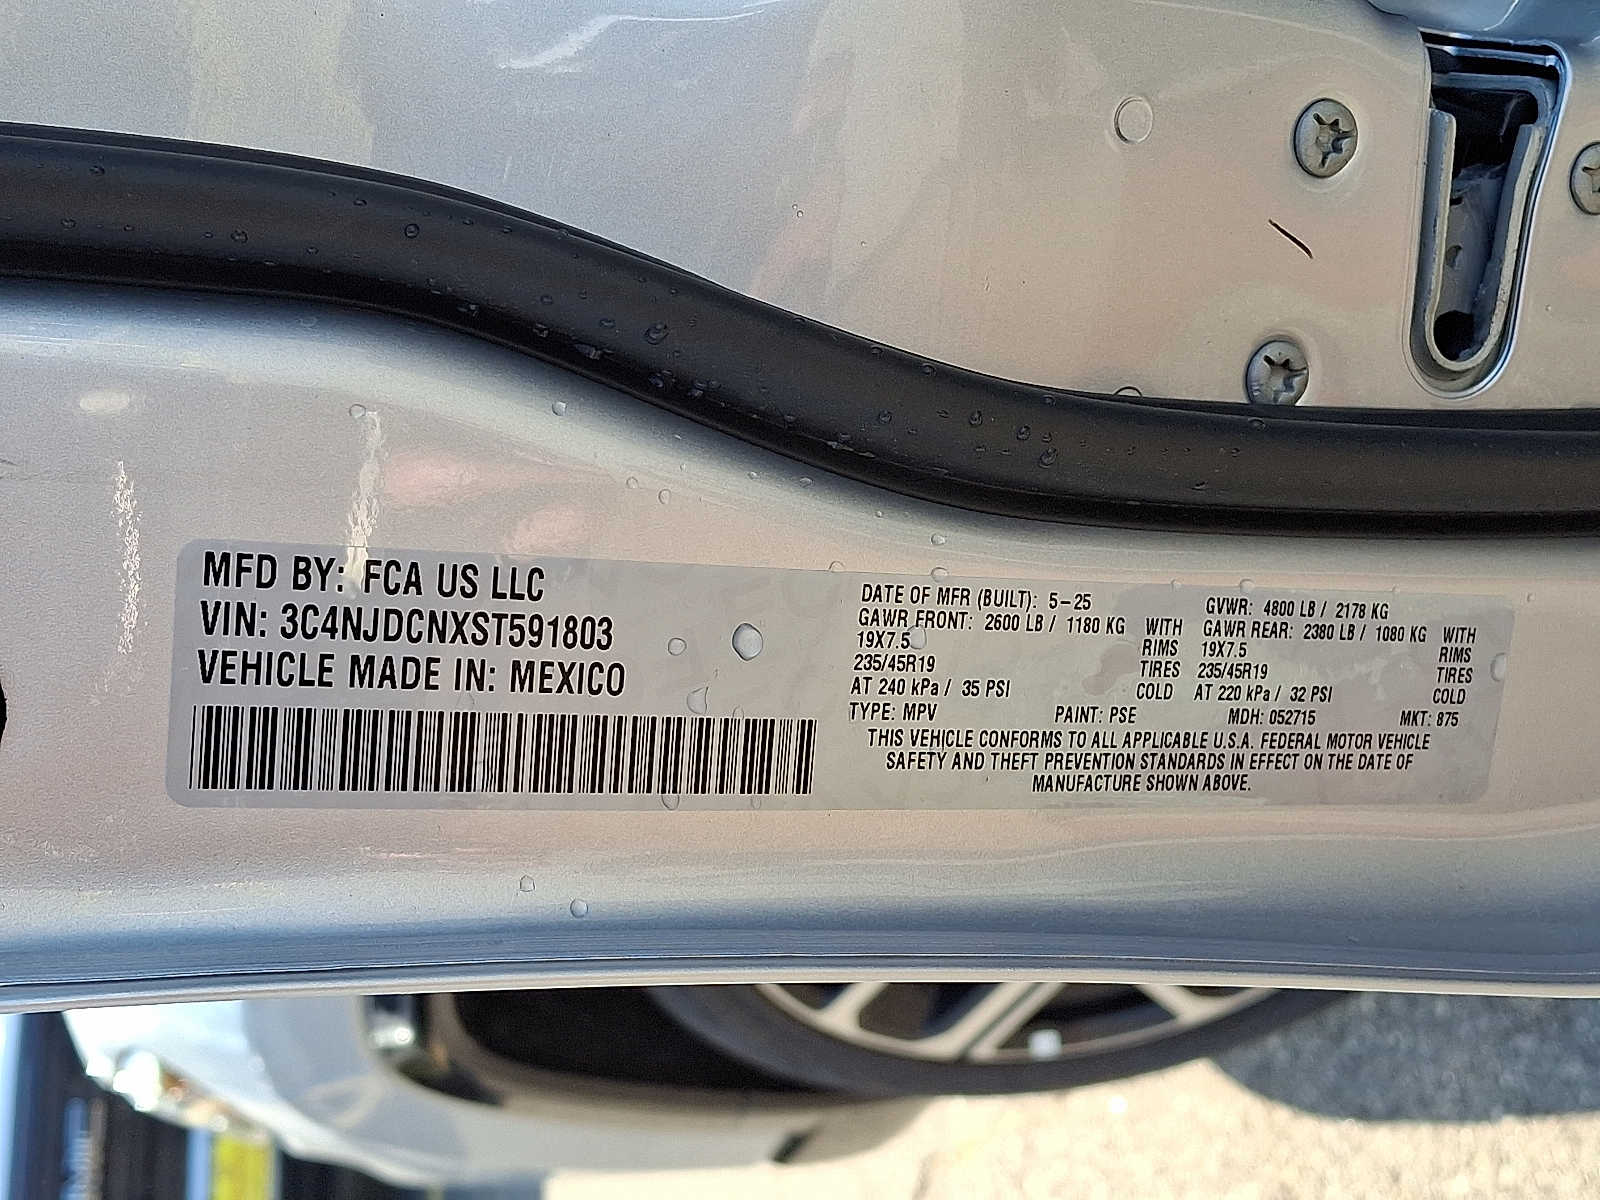 MFD BY: FCA US LLC
VIN: 3C4NJDCNXST591803
VEHICLE MADE IN: MEXICO
DATE OF MFR (BUILT): 5-25 GVWR: 4800 LB / 2178 KG
GAWR FRONT: 2600 LB / 1180 KG WITH GAWR REAR: 2380 LB / 1080 KG WITH
19X7.5 RIMS 19X7.5 RIMS
235/45R19 TIRES 235/45R19 TIRES
AT 240 kPa / 35 PSI COLD AT 220 kPa / 32 PSI COLD
TYPE: MPV PAINT: PSE MDH: 052715 MKT: 875
THIS VEHICLE CONFORMS TO ALL APPLICABLE U.S.A. FEDERAL MOTOR VEHICLE
SAFETY AND THEFT PREVENTION STANDARDS IN EFFECT ON THE DATE OF
MANUFACTURE SHOWN ABOVE.